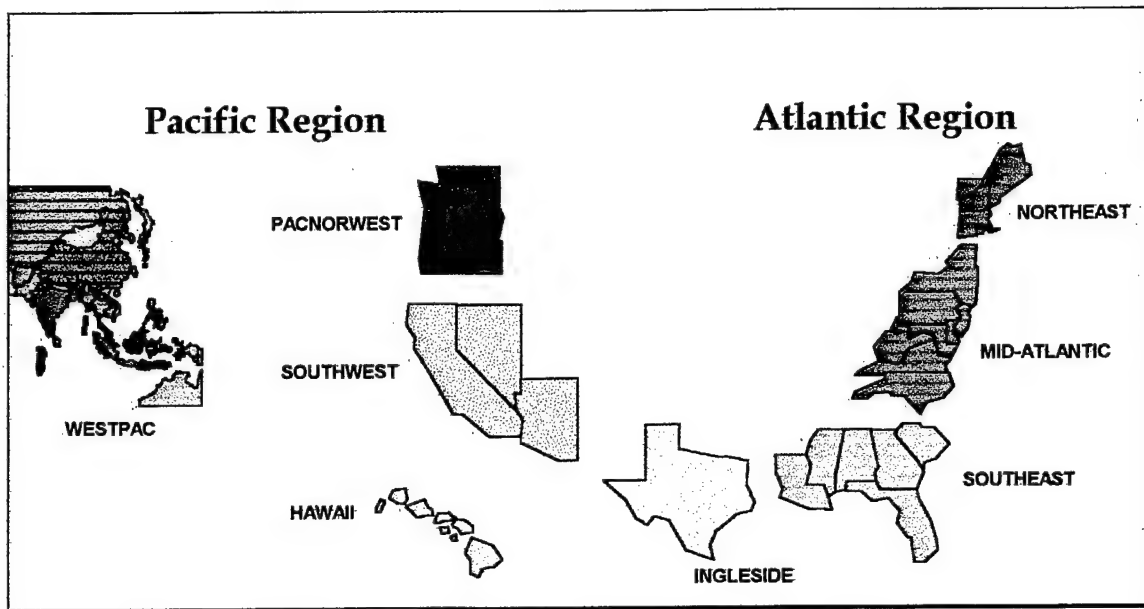 Pacific Region
Atlantic Region
PACNORWEST
NORTHEAST
SOUTHWEST
MID-ATLANTIC
WESTPAC
SOUTHEAST
HAWAII
INGLESIDE